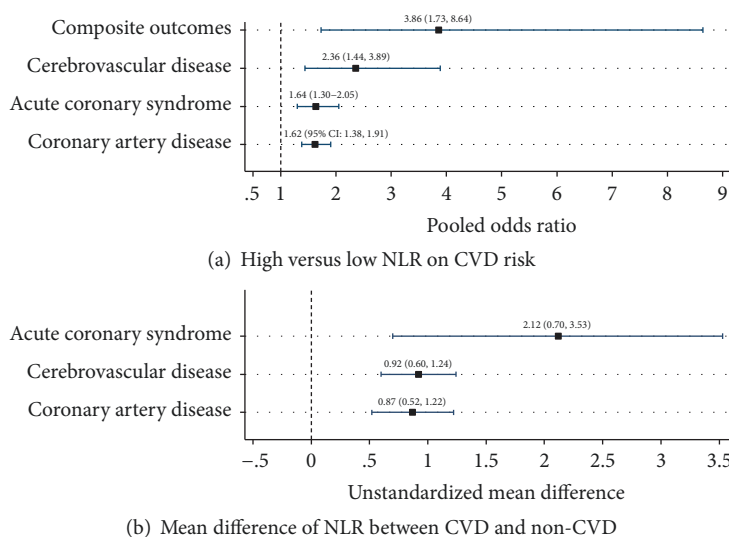 Composite outcomes
3.86 (1.73, 8.64)
Cerebrovascular disease
2.36 (1.44, 3.89)
Acute coronary syndrome
1.64 (1.30–2.05)
Coronary artery disease
1.62 (95% CI: 1.38, 1.91)
.5 1 2 3 4 5 6 7 8 9
Pooled odds ratio
(a) High versus low NLR on CVD risk
Acute coronary syndrome
2.12 (0.70, 3.53)
Cerebrovascular disease
0.92 (0.60, 1.24)
Coronary artery disease
0.87 (0.52, 1.22)
−.5 0 .5 1 1.5 2 2.5 3 3.5
Unstandardized mean difference
(b) Mean difference of NLR between CVD and non-CVD